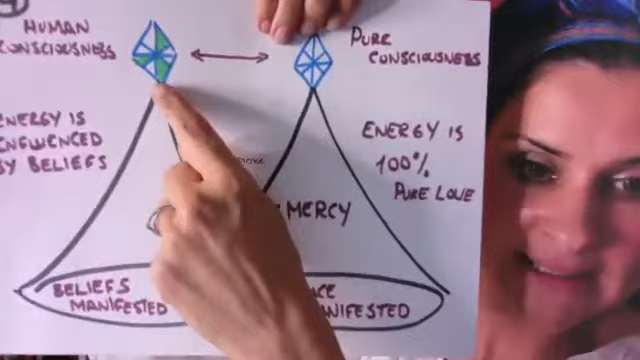 HUMAN
CONSCIOUSNESS
PURE
CONSCIOUSNESS
ENERGY IS
INFLUENCED
BY BELIEFS
ENERGY IS
100%
PURE LOVE
MERCY
BELIEFS
MANIFESTED
MANIFESTED